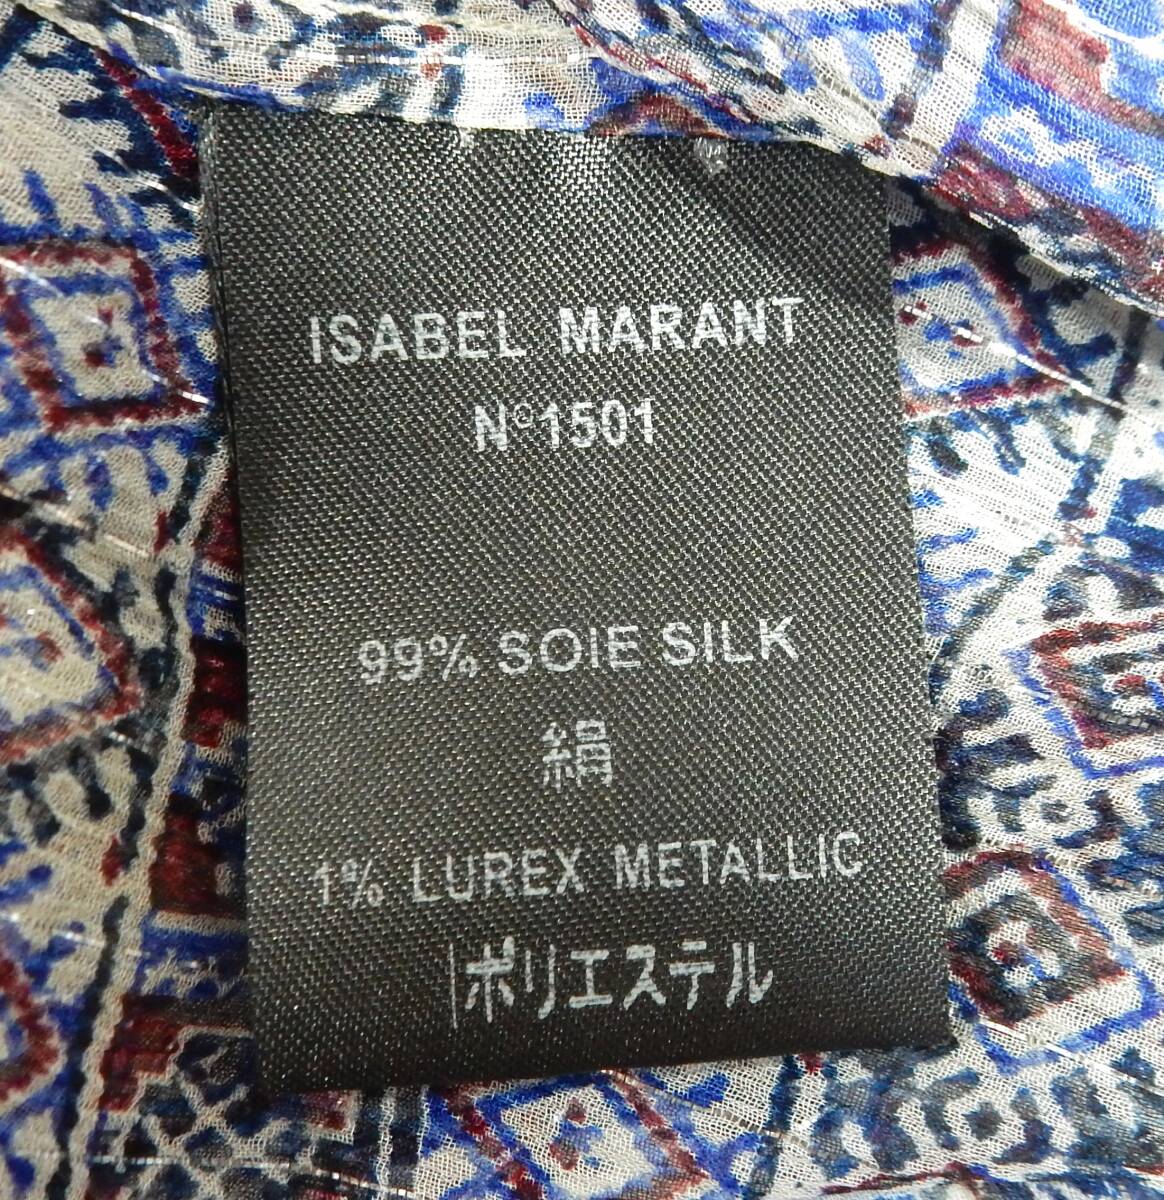 ISABEL MARANT
N°1501
99% SOIE SILK
絹
1% LUREX METALLIC
ポリエステル